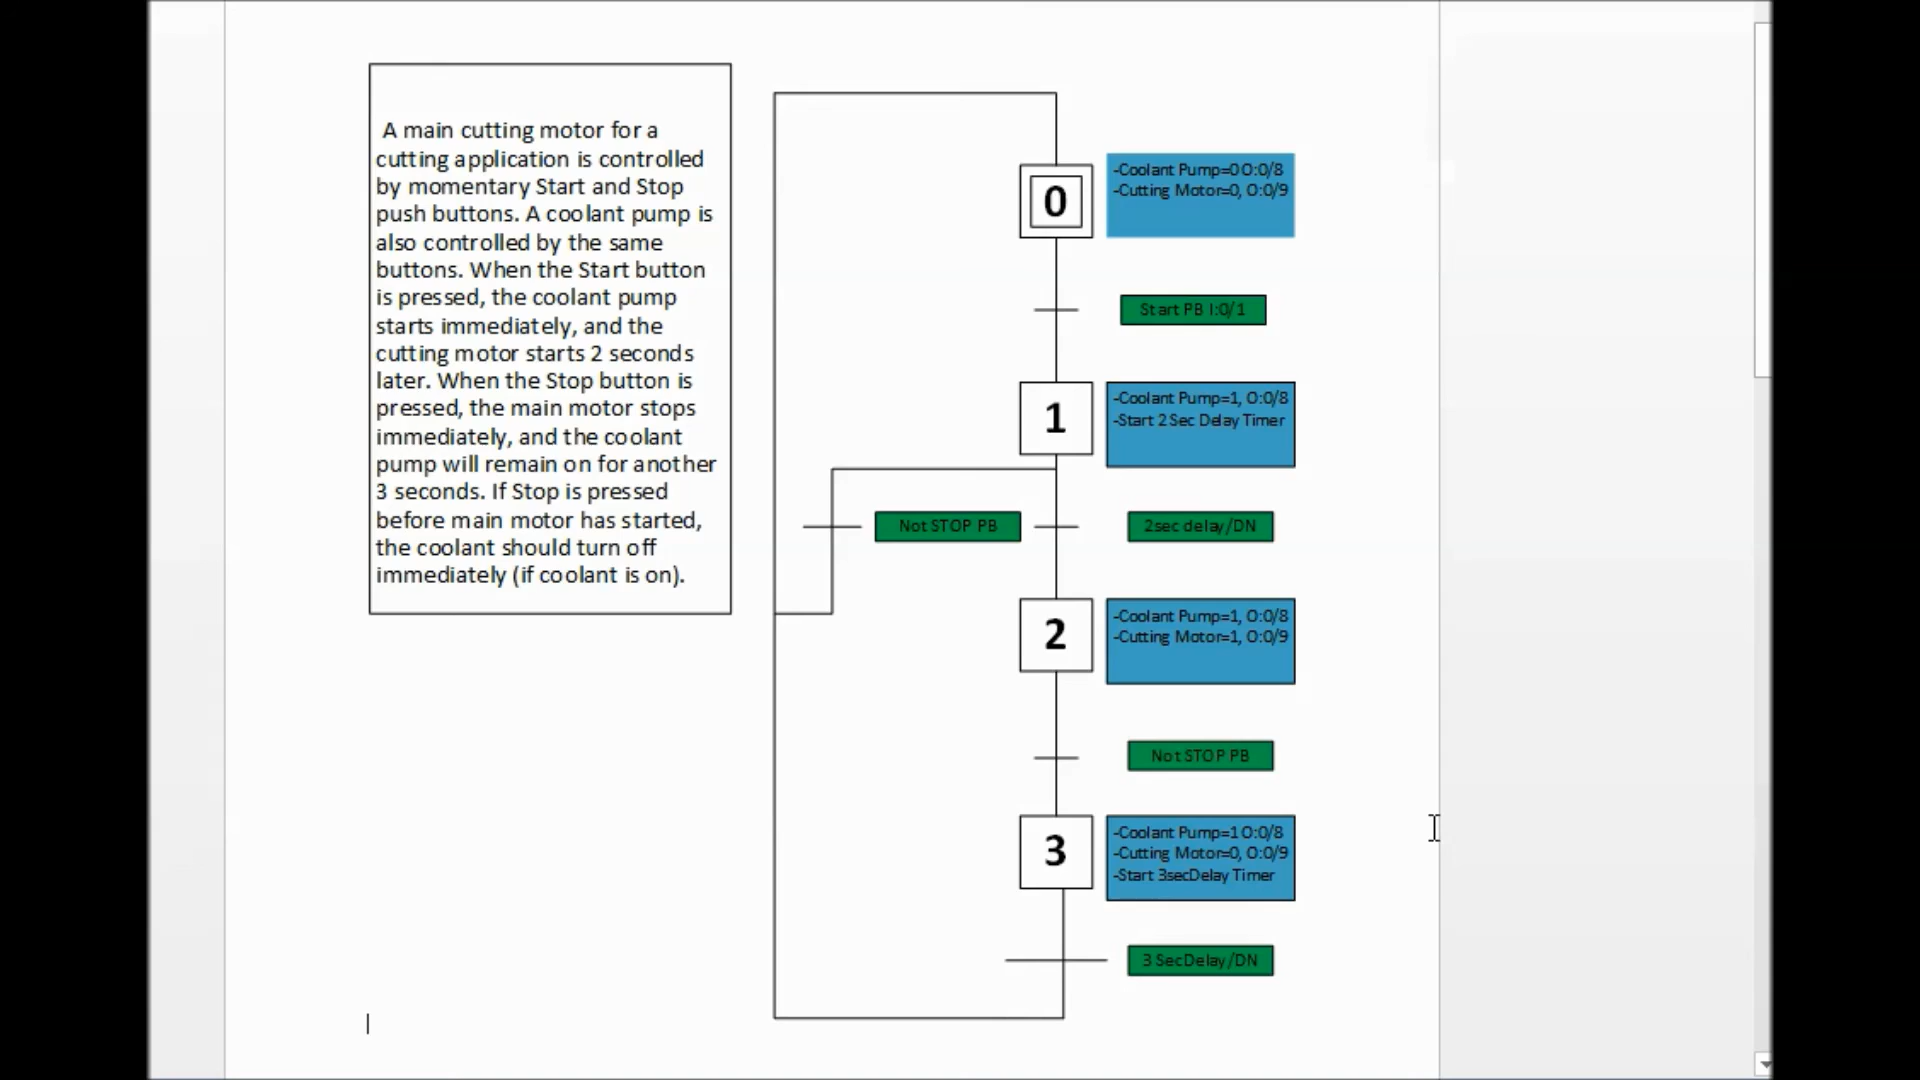 A main cutting motor for a
cutting application is controlled
by momentary Start and Stop
push buttons. A coolant pump is
also controlled by the same
buttons. When the Start button
is pressed, the coolant pump
starts immediately, and the
cutting motor starts 2 seconds
later. When the Stop button is
pressed, the main motor stops
immediately, and the coolant
pump will remain on for another
3 seconds. If Stop is pressed
before main motor has started,
the coolant should turn off
immediately (if coolant is on).
0
-Coolant Pump=0 O:0/8
-Cutting Motor=0, O:0/9
Start PB I:0/1
1
-Coolant Pump=1, O:0/8
-Start 2Sec Delay Timer
Not STOP PB
2sec delay/DN
2
-Coolant Pump=1, O:0/8
-Cutting Motor=1, O:0/9
Not STOP PB
3
-Coolant Pump=1 O:0/8
-Cutting Motor=0, O:0/9
-Start 3secDelay Timer
3 SecDelay/DN